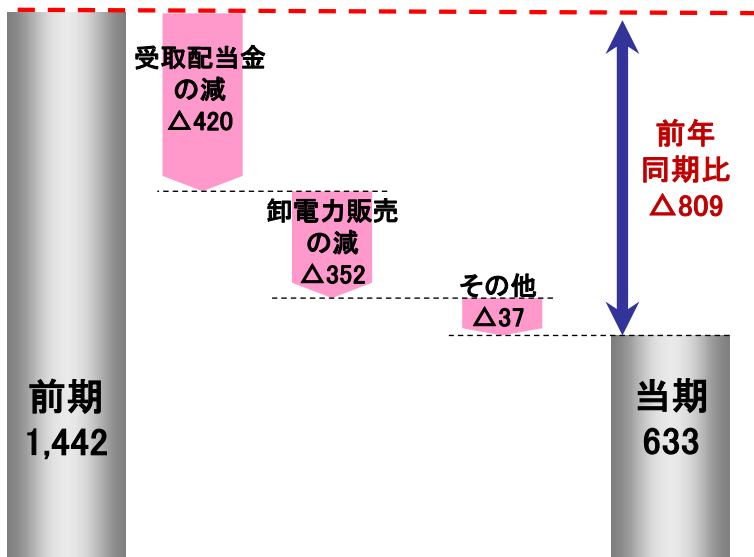 受取配当金
の減
△420
卸電力販売
の減
△352
その他
△37
前年
同期比
△809
前期
1,442
当期
633